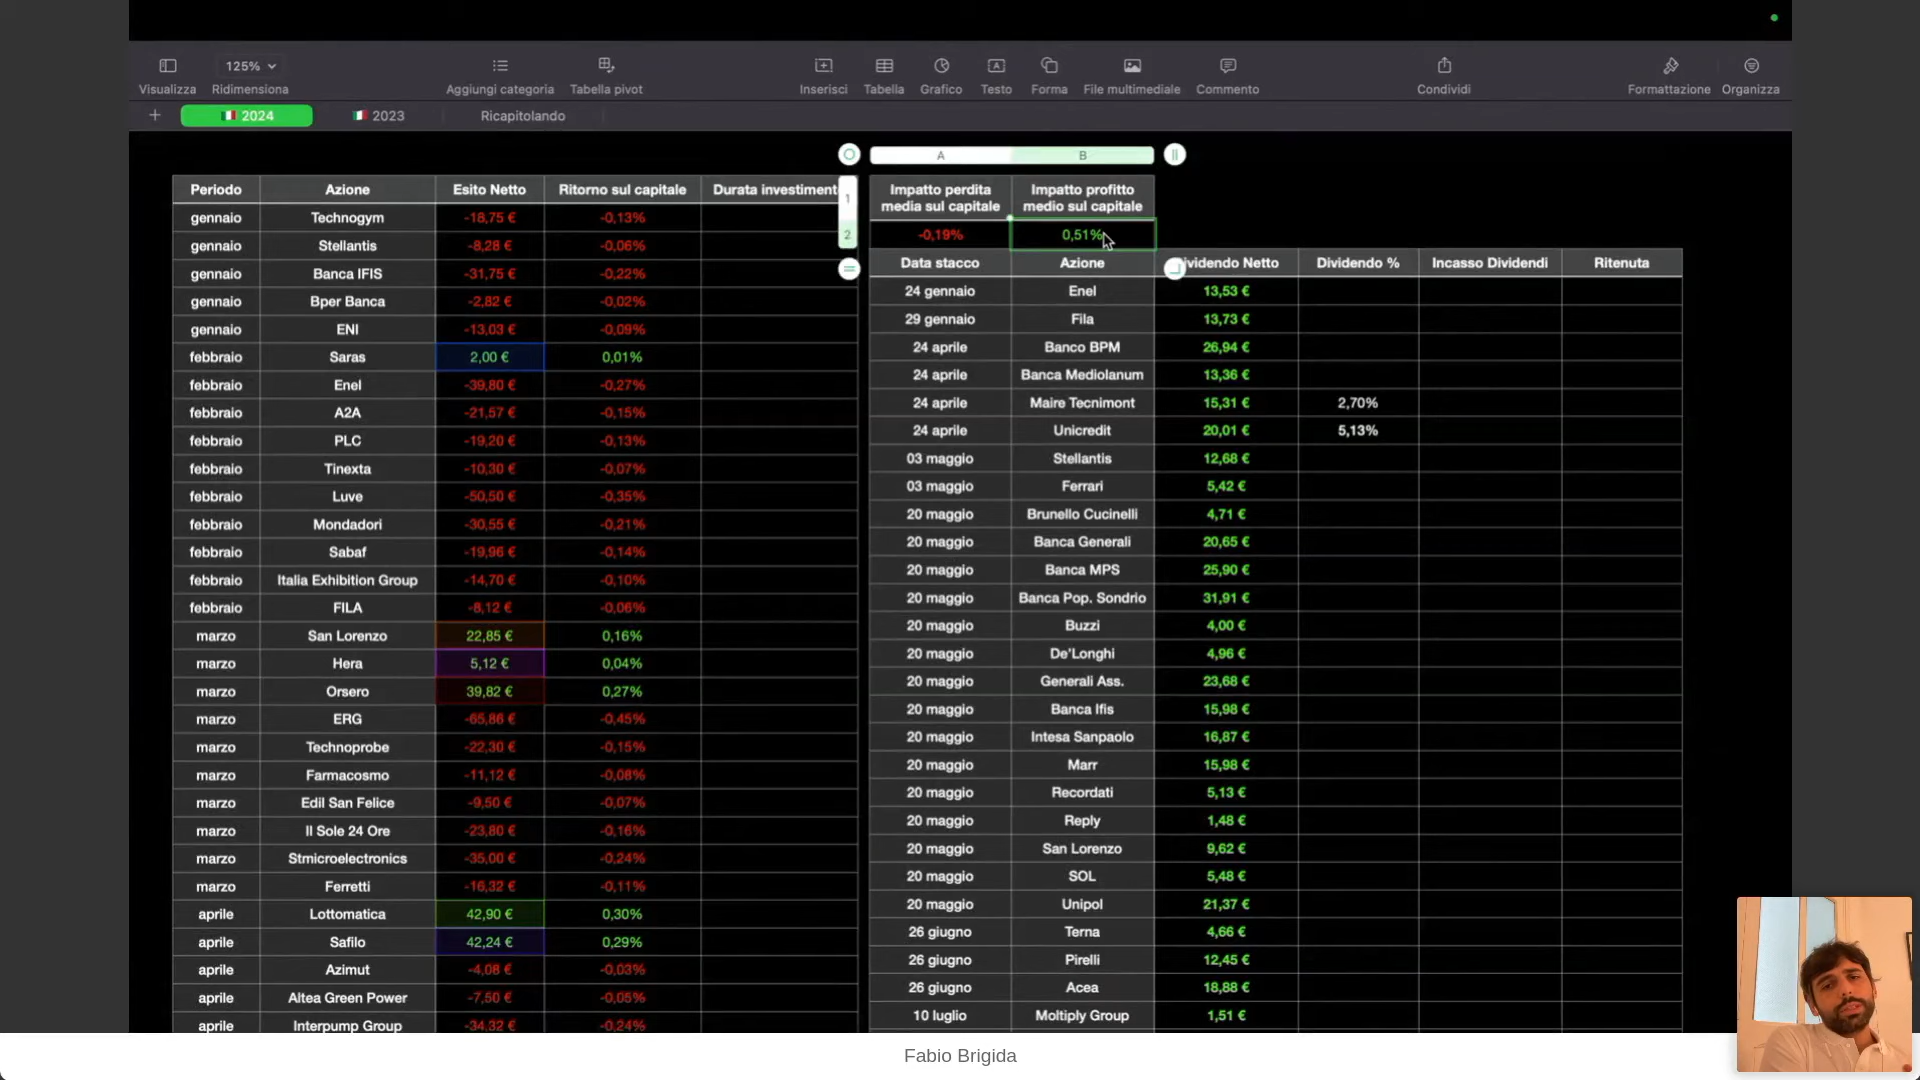 125%
Visualizza Ridimensiona Aggiungi categoria Tabella pivot Inserisci Tabella Grafico Testo Forma File multimediale Commento Condividi Formattazione Organizza
+ 2024 2023 Ricapitolando
A B
1
2
Periodo Azione Esito Netto Ritorno sul capitale Durata investiment
gennaio Technogym -18,75 € -0,13%
gennaio Stellantis -8,28 € -0,06%
gennaio Banca IFIS -31,75 € -0,22%
gennaio Bper Banca -2,82 € -0,02%
gennaio ENI -13,03 € -0,09%
febbraio Saras 2,00 € 0,01%
febbraio Enel -39,80 € -0,27%
febbraio A2A -21,57 € -0,15%
febbraio PLC -19,20 € -0,13%
febbraio Tinexta -10,30 € -0,07%
febbraio Luve -50,50 € -0,35%
febbraio Mondadori -30,55 € -0,21%
febbraio Sabaf -19,96 € -0,14%
febbraio Italia Exhibition Group -14,70 € -0,10%
febbraio FILA -8,12 € -0,06%
marzo San Lorenzo 22,85 € 0,16%
marzo Hera 5,12 € 0,04%
marzo Orsero 39,82 € 0,27%
marzo ERG -65,86 € -0,45%
marzo Technoprobe -22,30 € -0,15%
marzo Farmacosmo -11,12 € -0,08%
marzo Edil San Felice -9,50 € -0,07%
marzo Il Sole 24 Ore -23,80 € -0,16%
marzo Stmicroelectronics -35,00 € -0,24%
marzo Ferretti -16,32 € -0,11%
aprile Lottomatica 42,90 € 0,30%
aprile Safilo 42,24 € 0,29%
aprile Azimut -4,08 € -0,03%
aprile Altea Green Power -7,50 € -0,05%
aprile Interpump Group -34,32 € -0,24%
Impatto perdita
media sul capitale
Impatto profitto
medio sul capitale
-0,19% 0,51%
Data stacco Azione ividendo Netto Dividendo % Incasso Dividendi Ritenuta
24 gennaio Enel 13,53 €
29 gennaio Fila 13,73 €
24 aprile Banco BPM 26,94 €
24 aprile Banca Mediolanum 13,36 €
24 aprile Maire Tecnimont 15,31 € 2,70%
24 aprile Unicredit 20,01 € 5,13%
03 maggio Stellantis 12,68 €
03 maggio Ferrari 5,42 €
20 maggio Brunello Cucinelli 4,71 €
20 maggio Banca Generali 20,65 €
20 maggio Banca MPS 25,90 €
20 maggio Banca Pop. Sondrio 31,91 €
20 maggio Buzzi 4,00 €
20 maggio De'Longhi 4,96 €
20 maggio Generali Ass. 23,68 €
20 maggio Banca Ifis 15,98 €
20 maggio Intesa Sanpaolo 16,87 €
20 maggio Marr 15,98 €
20 maggio Recordati 5,13 €
20 maggio Reply 1,48 €
20 maggio San Lorenzo 9,62 €
20 maggio SOL 5,48 €
20 maggio Unipol 21,37 €
26 giugno Terna 4,66 €
26 giugno Pirelli 12,45 €
26 giugno Acea 18,88 €
10 luglio Moltiply Group 1,51 €
Fabio Brigida